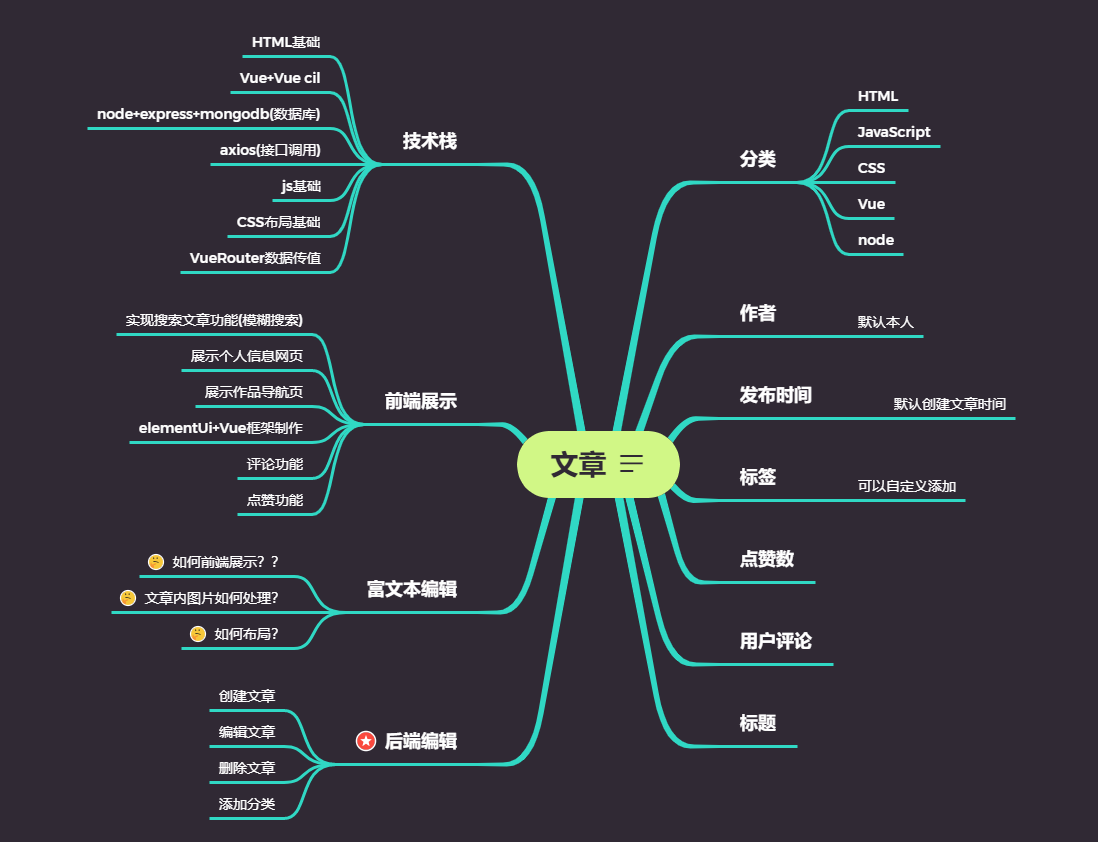 文章
技术栈
HTML基础
Vue+Vue cil
node+express+mongodb(数据库)
axios(接口调用)
js基础
CSS布局基础
VueRouter数据传值
前端展示
实现搜索文章功能(模糊搜索)
展示个人信息网页
展示作品导航页
elementUi+Vue框架制作
评论功能
点赞功能
富文本编辑
如何前端展示？？
文章内图片如何处理？
如何布局？
后端编辑
创建文章
编辑文章
删除文章
添加分类
分类
HTML
JavaScript
CSS
Vue
node
作者
默认本人
发布时间
默认创建文章时间
标签
可以自定义添加
点赞数
用户评论
标题